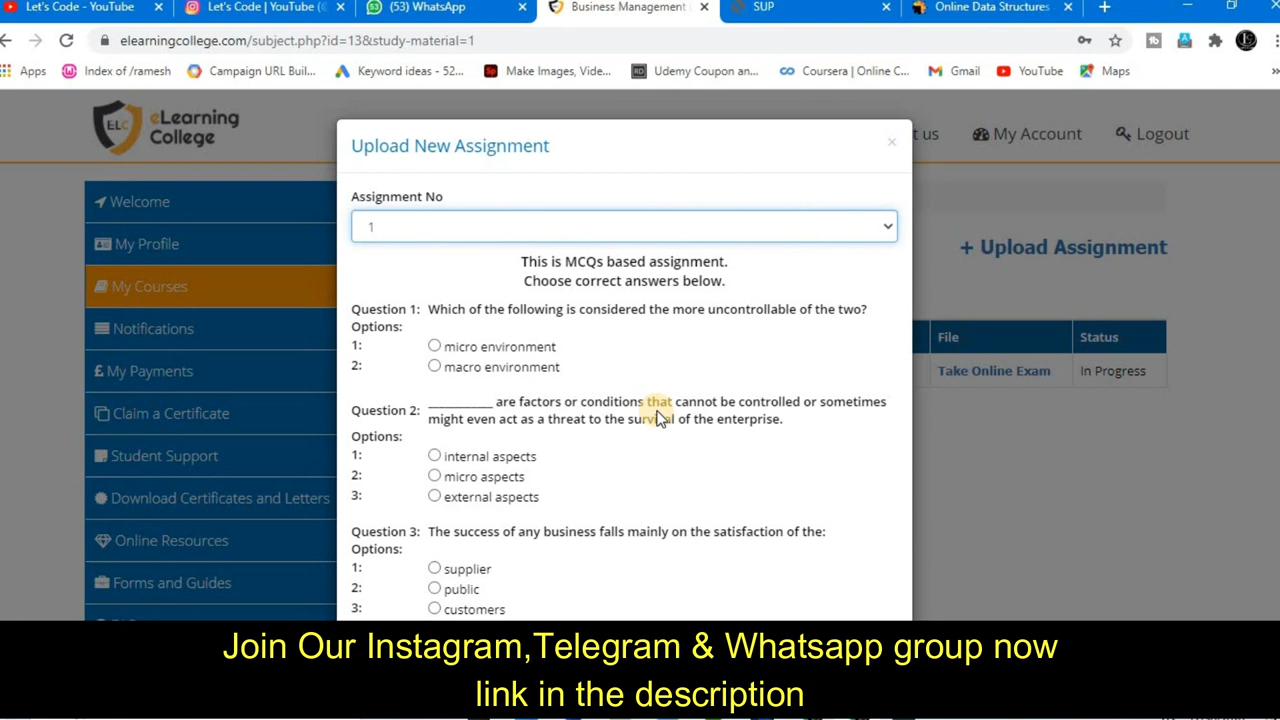 Let's Code - YouTube
Let's Code | YouTube (
(53) WhatsApp
Business Management
SUP
Online Data Structures
elearningcollege.com/subject.php?id=13&study-material=1
Apps
Index of /ramesh
Campaign URL Buil...
Keyword ideas - 52...
Make Images, Vide...
Udemy Coupon an...
Coursera | Online C...
Gmail
YouTube
Maps
ELC
eLearning
College
t us
My Account
Logout
Welcome
My Profile
My Courses
Notifications
My Payments
Claim a Certificate
Student Support
Download Certificates and Letters
Online Resources
Forms and Guides
+ Upload Assignment
File Status
Take Online Exam In Progress
Upload New Assignment ×
Assignment No
1
This is MCQs based assignment.
Choose correct answers below.
Question 1: Which of the following is considered the more uncontrollable of the two?
Options:
1: micro environment
2: macro environment
Question 2: ____________ are factors or conditions that cannot be controlled or sometimes
might even act as a threat to the survival of the enterprise.
Options:
1: internal aspects
2: micro aspects
3: external aspects
Question 3: The success of any business falls mainly on the satisfaction of the:
Options:
1: supplier
2: public
3: customers
Join Our Instagram,Telegram & Whatsapp group now
link in the description